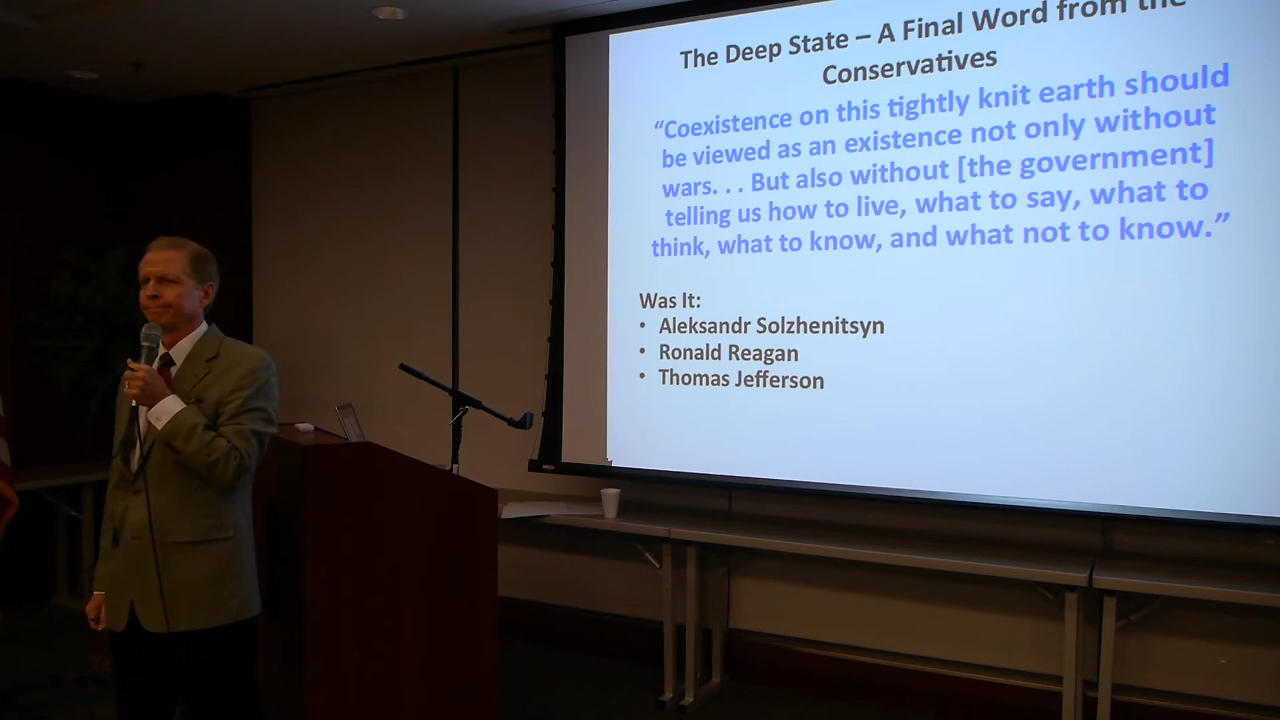 The Deep State – A Final Word from the
Conservatives
“Coexistence on this tightly knit earth should
be viewed as an existence not only without
wars. . . But also without [the government]
telling us how to live, what to say, what to
think, what to know, and what not to know.”
Was It:
• Aleksandr Solzhenitsyn
• Ronald Reagan
• Thomas Jefferson